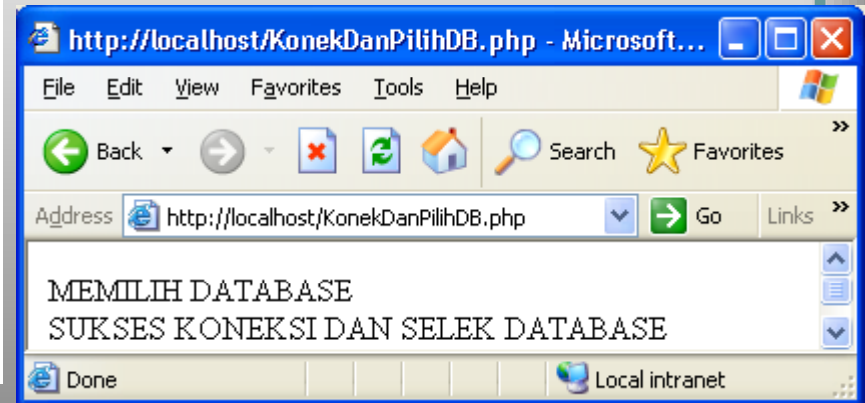 http://localhost/KonekDanPilihDB.php - Microsoft...
File Edit View Favorites Tools Help
Back Search Favorites »
Address http://localhost/KonekDanPilihDB.php Go Links »
MEMILIH DATABASE
SUKSES KONEKSI DAN SELEK DATABASE
Done Local intranet